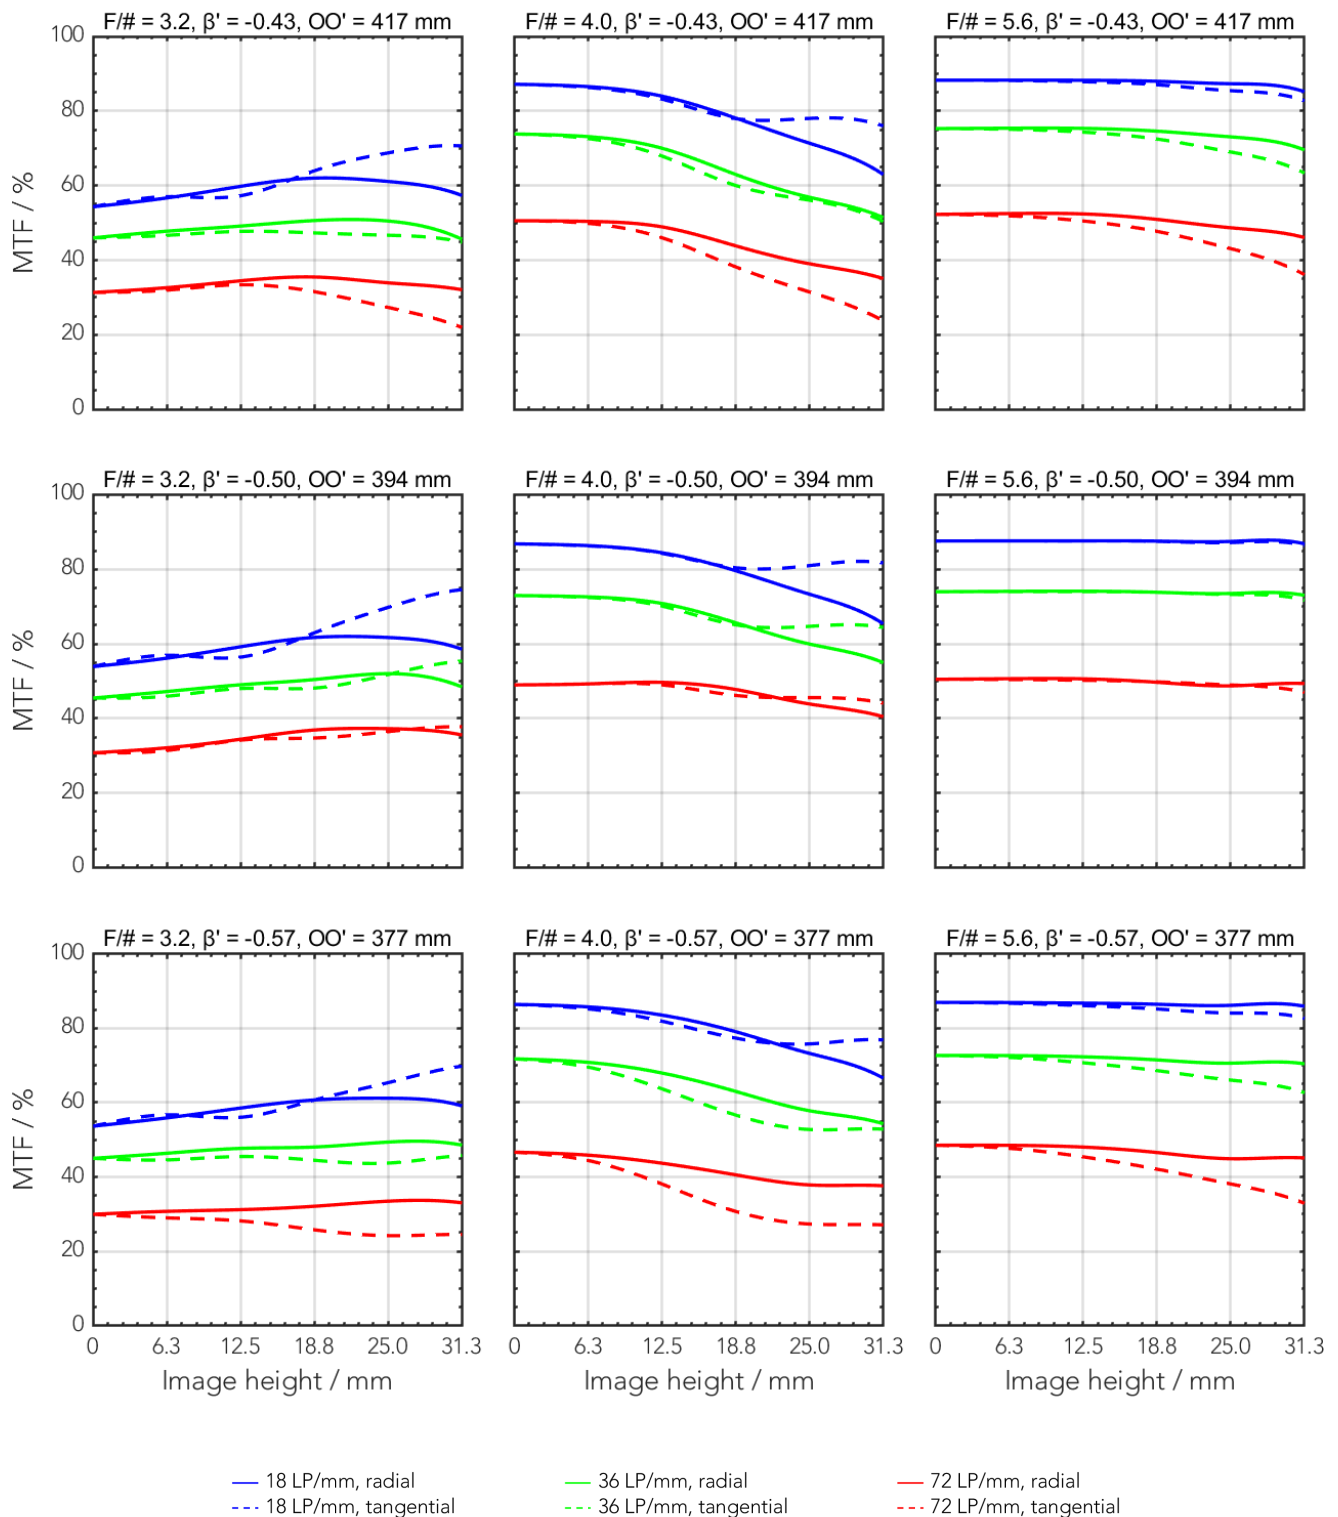 F/# = 3.2, β' = -0.43, OO' = 417 mm
F/# = 4.0, β' = -0.43, OO' = 417 mm
F/# = 5.6, β' = -0.43, OO' = 417 mm
100
80
60
40
20
0
MTF / %
F/# = 3.2, β' = -0.50, OO' = 394 mm
F/# = 4.0, β' = -0.50, OO' = 394 mm
F/# = 5.6, β' = -0.50, OO' = 394 mm
100
80
60
40
20
0
MTF / %
F/# = 3.2, β' = -0.57, OO' = 377 mm
F/# = 4.0, β' = -0.57, OO' = 377 mm
F/# = 5.6, β' = -0.57, OO' = 377 mm
100
80
60
40
20
0
MTF / %
0 6.3 12.5 18.8 25.0 31.3
0 6.3 12.5 18.8 25.0 31.3
0 6.3 12.5 18.8 25.0 31.3
Image height / mm
Image height / mm
Image height / mm
18 LP/mm, radial
18 LP/mm, tangential
36 LP/mm, radial
36 LP/mm, tangential
72 LP/mm, radial
72 LP/mm, tangential